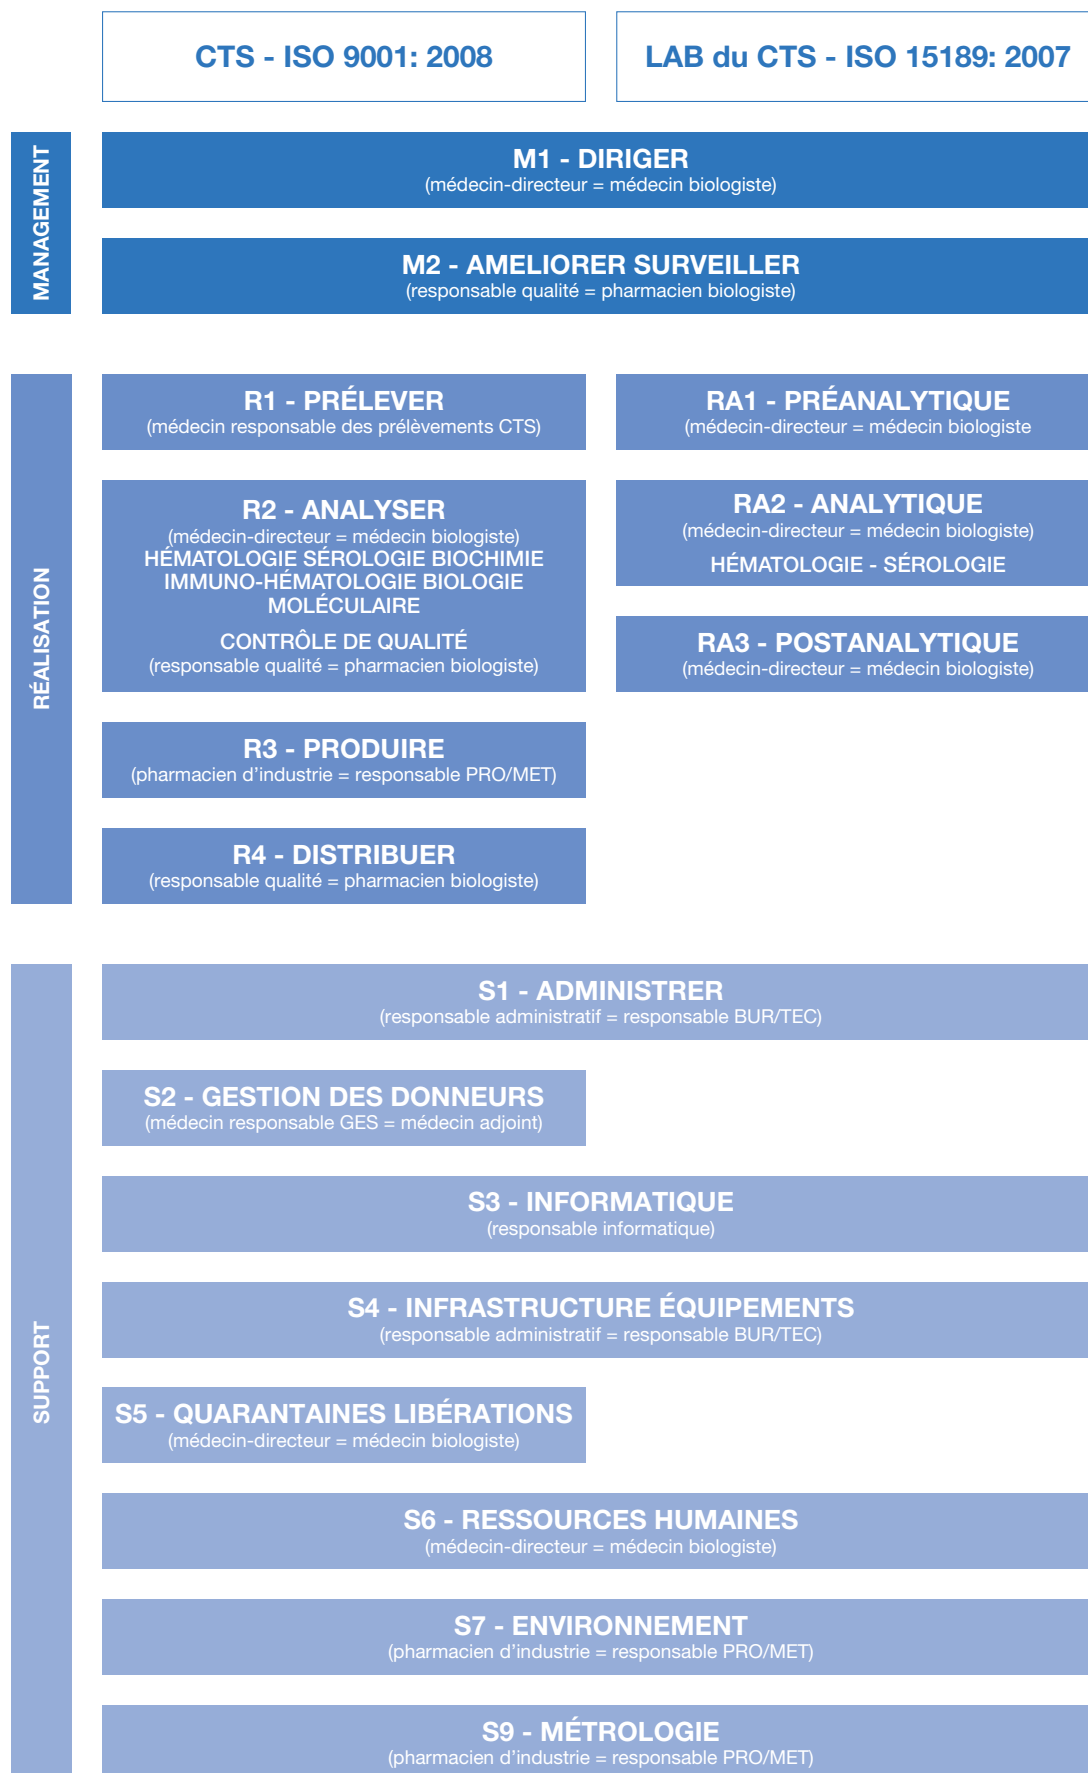 CTS - ISO 9001: 2008
LAB du CTS - ISO 15189: 2007
MANAGEMENT
M1 - DIRIGER
(médecin-directeur = médecin biologiste)
M2 - AMELIORER SURVEILLER
(responsable qualité = pharmacien biologiste)
RÉALISATION
R1 - PRÉLEVER
(médecin responsable des prélèvements CTS)
R2 - ANALYSER
(médecin-directeur = médecin biologiste)
HÉMATOLOGIE SÉROLOGIE BIOCHIMIE
IMMUNO-HÉMATOLOGIE BIOLOGIE
MOLÉCULAIRE
CONTRÔLE DE QUALITÉ
(responsable qualité = pharmacien biologiste)
R3 - PRODUIRE
(pharmacien d’industrie = responsable PRO/MET)
R4 - DISTRIBUER
(responsable qualité = pharmacien biologiste)
RA1 - PRÉANALYTIQUE
(médecin-directeur = médecin biologiste
RA2 - ANALYTIQUE
(médecin-directeur = médecin biologiste)
HÉMATOLOGIE - SÉROLOGIE
RA3 - POSTANALYTIQUE
(médecin-directeur = médecin biologiste)
SUPPORT
S1 - ADMINISTRER
(responsable administratif = responsable BUR/TEC)
S2 - GESTION DES DONNEURS
(médecin responsable GES = médecin adjoint)
S3 - INFORMATIQUE
(responsable informatique)
S4 - INFRASTRUCTURE ÉQUIPEMENTS
(responsable administratif = responsable BUR/TEC)
S5 - QUARANTAINES LIBÉRATIONS
(médecin-directeur = médecin biologiste)
S6 - RESSOURCES HUMAINES
(médecin-directeur = médecin biologiste)
S7 - ENVIRONNEMENT
(pharmacien d’industrie = responsable PRO/MET)
S9 - MÉTROLOGIE
(pharmacien d’industrie = responsable PRO/MET)